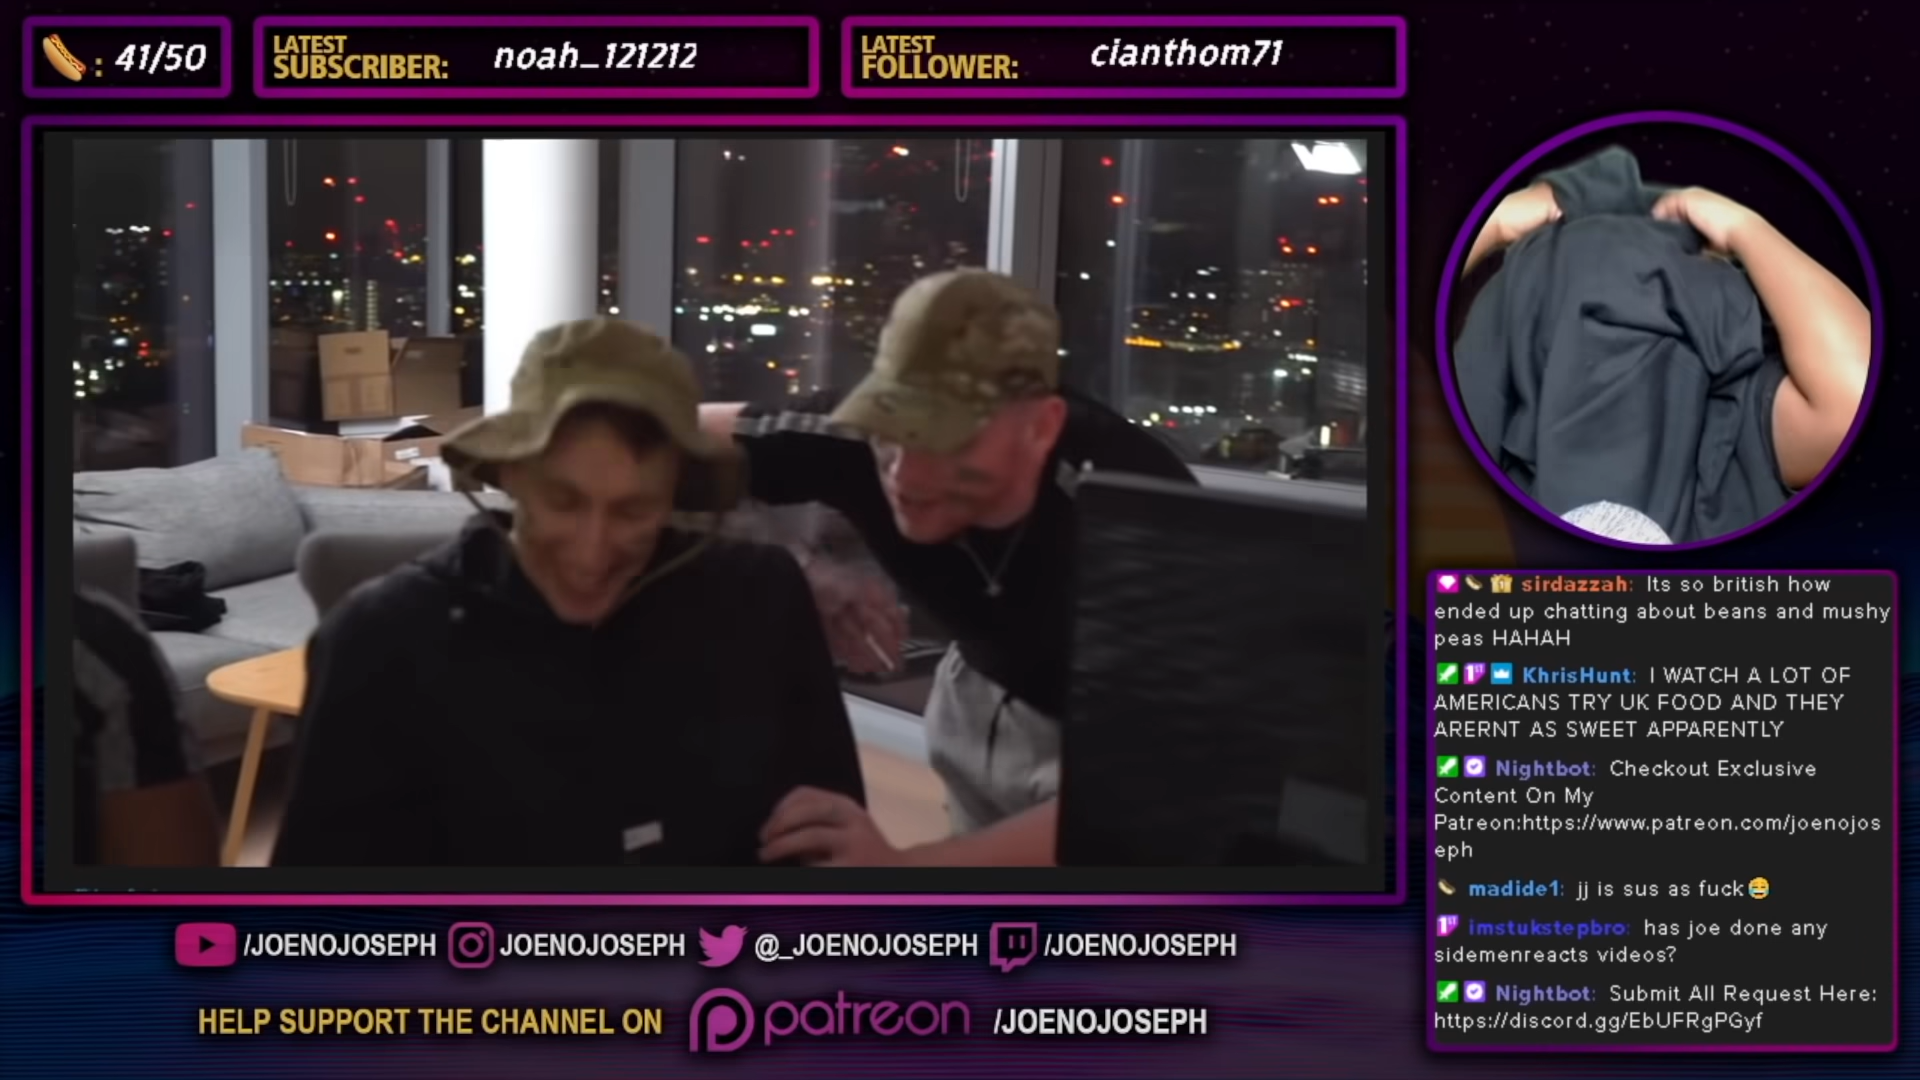 : 41/50
LATEST
SUBSCRIBER:
noah_121212
LATEST
FOLLOWER:
cianthom71
sirdazzah: Its so british how
ended up chatting about beans and mushy
peas HAHAH
KhrisHunt: I WATCH A LOT OF
AMERICANS TRY UK FOOD AND THEY
ARERNT AS SWEET APPARENTLY
Nightbot: Checkout Exclusive
Content On My
Patreon:https://www.patreon.com/joenojos
eph
madide1: jj is sus as fuck😂
imstukstepbro: has joe done any
sidemenreacts videos?
Nightbot: Submit All Request Here:
https://discord.gg/EbUFRgPGyf
/JOENOJOSEPH JOENOJOSEPH @_JOENOJOSEPH /JOENOJOSEPH
HELP SUPPORT THE CHANNEL ON patreon /JOENOJOSEPH